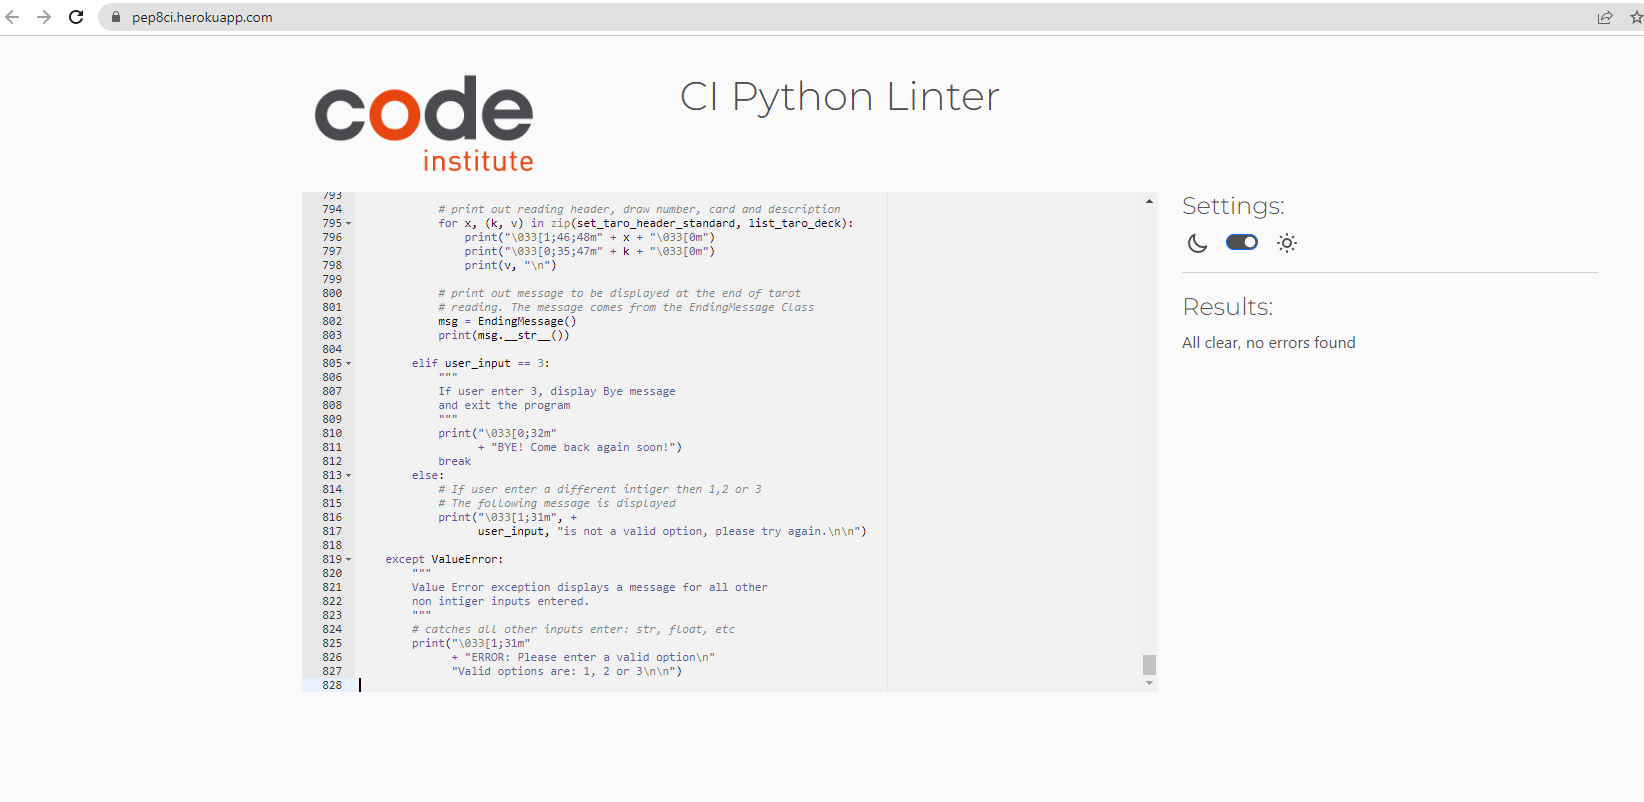 pep8ci.herokuapp.com
code
institute
CI Python Linter
793
794 # print out reading header, draw number, card and description
795 for x, (k, v) in zip(set_taro_header_standard, list_taro_deck):
796 print("\033[1;46;48m" + x + "\033[0m")
797 print("\033[0;35;47m" + k + "\033[0m")
798 print(v, "\n")
799
800 # print out message to be displayed at the end of tarot
801 # reading. The message comes from the EndingMessage Class
802 msg = EndingMessage()
803 print(msg.__str__())
804
805 elif user_input == 3:
806 """
807 If user enter 3, display Bye message
808 and exit the program
809 """
810 print("\033[0;32m"
811 + "BYE! Come back again soon!")
812 break
813 else:
814 # If user enter a different intiger then 1,2 or 3
815 # The following message is displayed
816 print("\033[1;31m", +
817 user_input, "is not a valid option, please try again.\n\n")
818
819 except ValueError:
820 """
821 Value Error exception displays a message for all other
822 non intiger inputs entered.
823 """
824 # catches all other inputs enter: str, float, etc
825 print("\033[1;31m"
826 + "ERROR: Please enter a valid option\n"
827 "Valid options are: 1, 2 or 3\n\n")
828
Settings:
Results:
All clear, no errors found